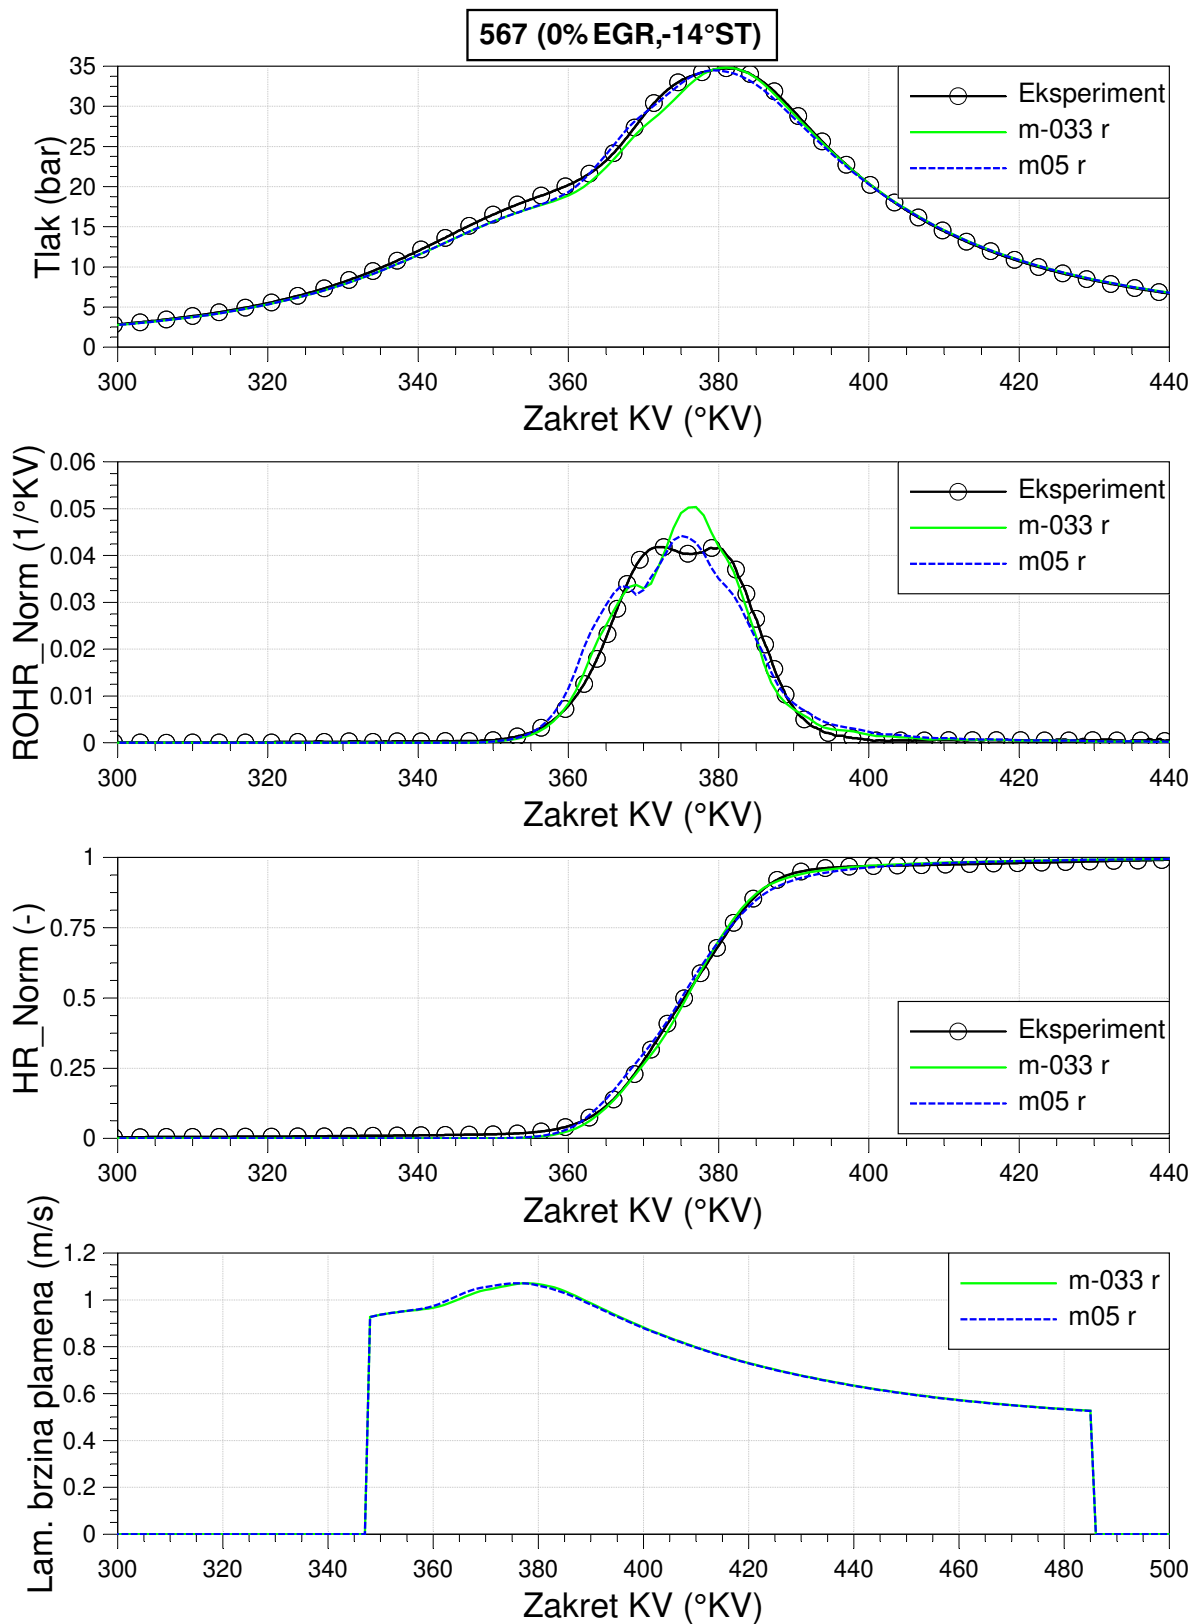 567 (0% EGR,-14°ST)
Tlak (bar)
35
30
25
20
15
10
5
0
Eksperiment
m-033 r
m05 r
300 320 340 360 380 400 420 440
Zakret KV (°KV)
ROHR_Norm (1/°KV)
0.06
0.05
0.04
0.03
0.02
0.01
0
Eksperiment
m-033 r
m05 r
300 320 340 360 380 400 420 440
Zakret KV (°KV)
HR_Norm (-)
1
0.75
0.5
0.25
0
Eksperiment
m-033 r
m05 r
300 320 340 360 380 400 420 440
Zakret KV (°KV)
Lam. brzina plamena (m/s)
1.2
1
0.8
0.6
0.4
0.2
0
m-033 r
m05 r
300 320 340 360 380 400 420 440 460 480 500
Zakret KV (°KV)